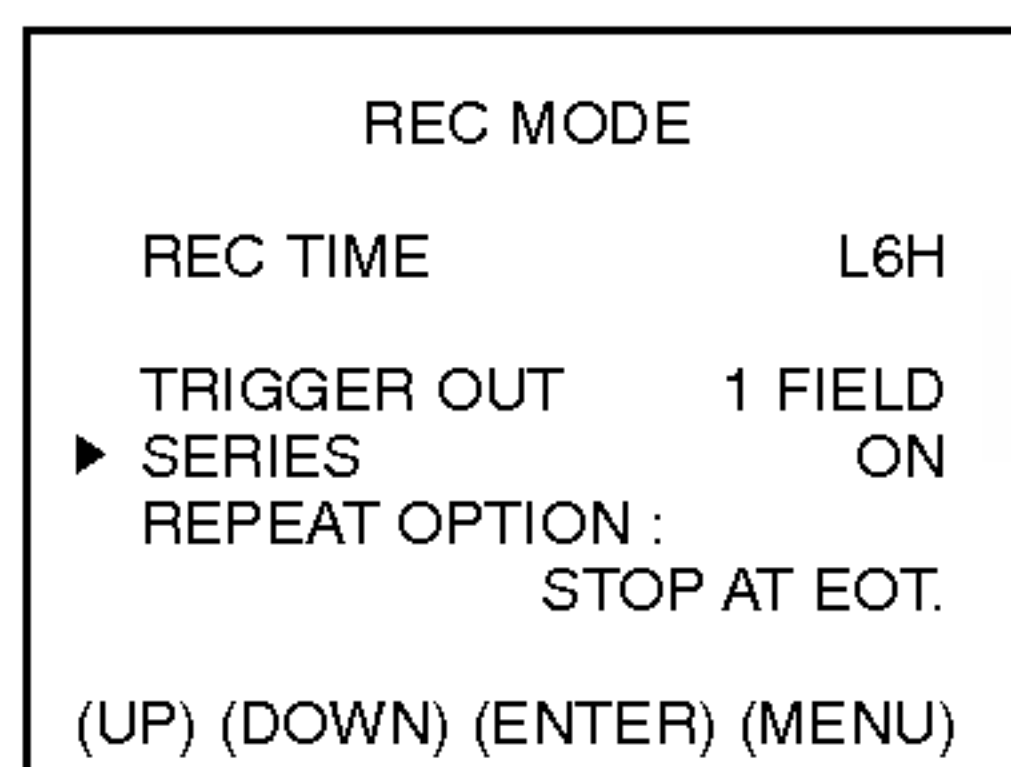 REC MODE
REC TIME L6H
TRIGGER OUT 1 FIELD
▶ SERIES ON
REPEAT OPTION :
STOP AT EOT.
(UP) (DOWN) (ENTER) (MENU)